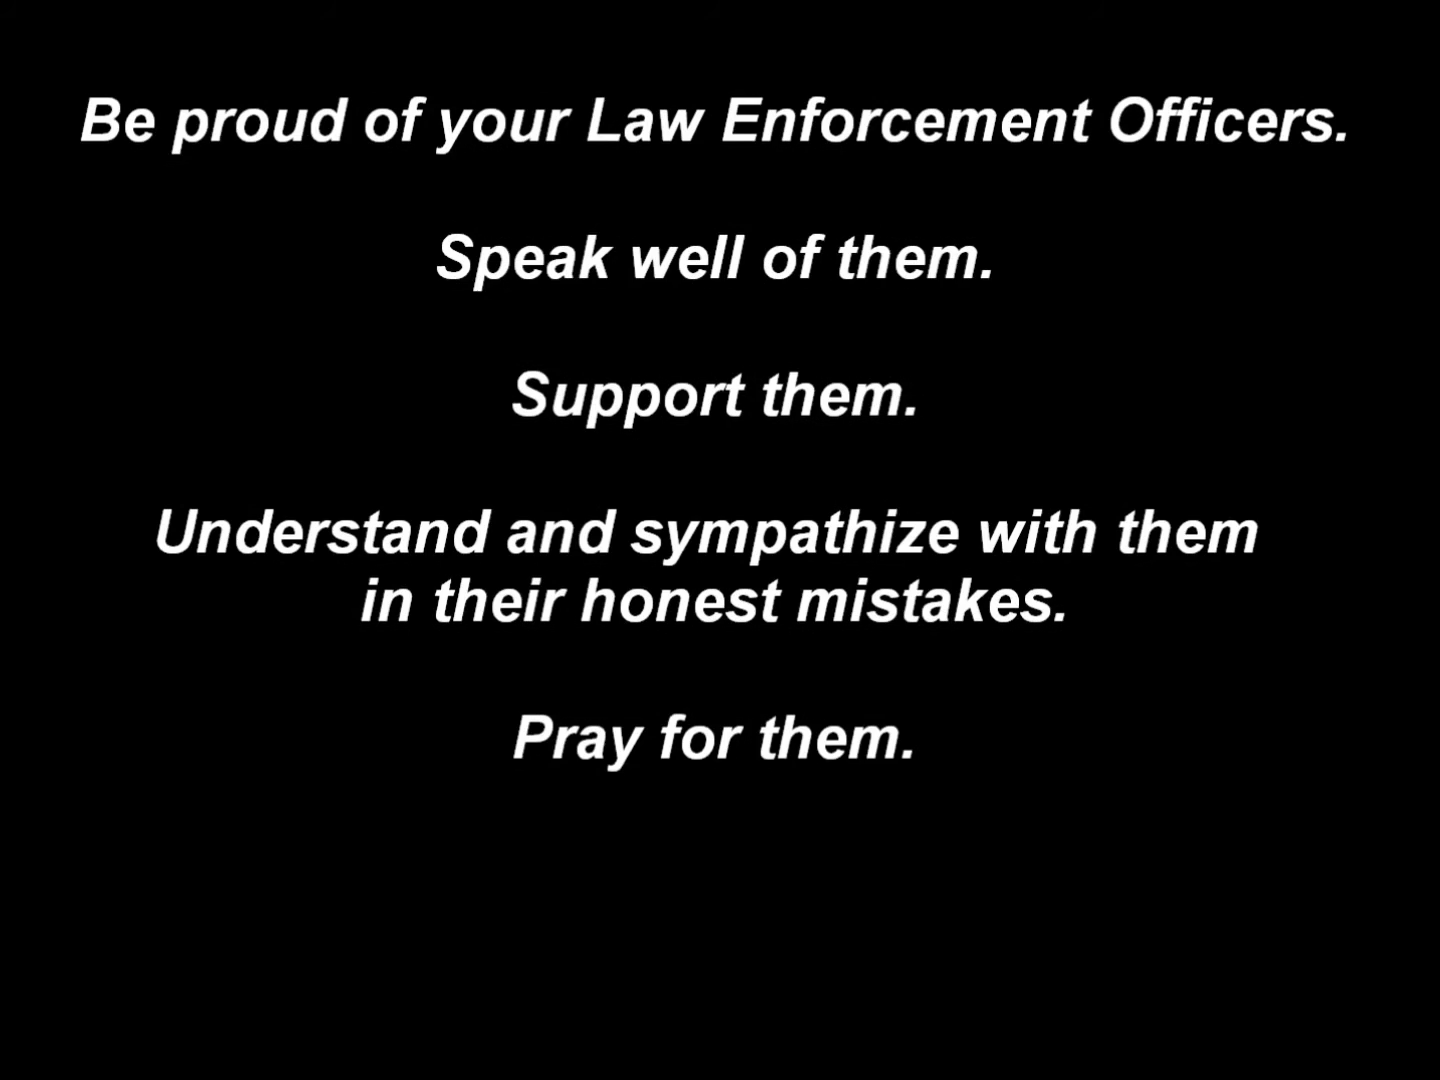 Be proud of your Law Enforcement Officers.
Speak well of them.
Support them.
Understand and sympathize with them
in their honest mistakes.
Pray for them.